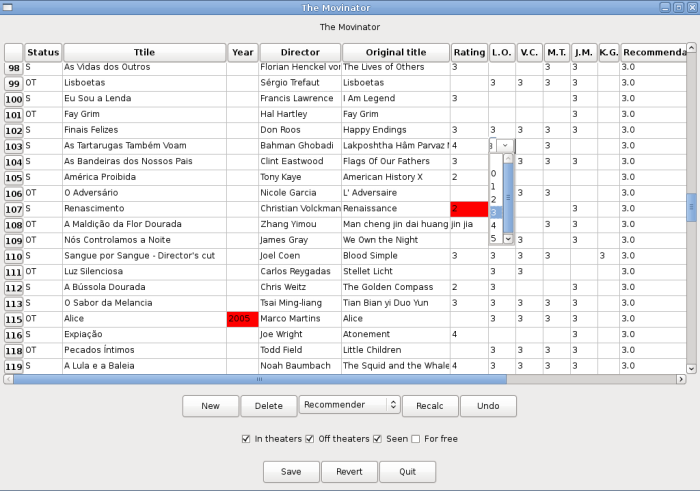 The Movinator
The Movinator
Status Ttile Year Director Original title Rating L.O. V.C. M.T. J.M. K.G. Recommenda
98 S As Vidas dos Outros Florian Henckel vor The Lives of Others 3 3 3 3.0
99 OT Lisboetas Sérgio Trefaut Lisboetas 3 3 3 3 3.0
100 S Eu Sou a Lenda Francis Lawrence I Am Legend 3 3 3.0
101 OT Fay Grim Hal Hartley Fay Grim 3 3.0
102 S Finais Felizes Don Roos Happy Endings 3 3 3 3 3 3.0
103 S As Tartarugas Também Voam Bahman Ghobadi Lakposhtha Hâm Parvaz 4 3 3.0
104 S As Bandeiras dos Nossos Pais Clint Eastwood Flags Of Our Fathers 3 3 3 3 3.0
105 S América Proibida Tony Kaye American History X 2 3.0
106 OT O Adversário Nicole Garcia L' Adversaire 3 3 3.0
107 S Renascimento Christian Volckman Renaissance 2 3 3.0
108 OT A Maldição da Flor Dourada Zhang Yimou Man cheng jin dai huang jin jia 3 3 3.0
109 OT Nós Controlamos a Noite James Gray We Own the Night 3 3 3.0
110 S Sangue por Sangue - Director's cut Joel Coen Blood Simple 3 3 3 3 3 3.0
111 OT Luz Silenciosa Carlos Reygadas Stellet Licht 3 3 3.0
112 S A Bússola Dourada Chris Weitz The Golden Compass 2 3 3 3.0
113 S O Sabor da Melancia Tsai Ming-liang Tian Bian yi Duo Yun 3 3 3 3 3 3.0
115 OT Alice 2005 Marco Martins Alice 3 3 3 3 3.0
116 S Expiação Joe Wright Atonement 4 3 3.0
118 OT Pecados Íntimos Todd Field Little Children 3 3 3 3 3.0
119 S A Lula e a Baleia Noah Baumbach The Squid and the Whale 4 3 3 3 3 3.0
0
1
2
3
4
5
New Delete Recommender Recalc Undo
In theaters Off theaters Seen For free
Save Revert Quit